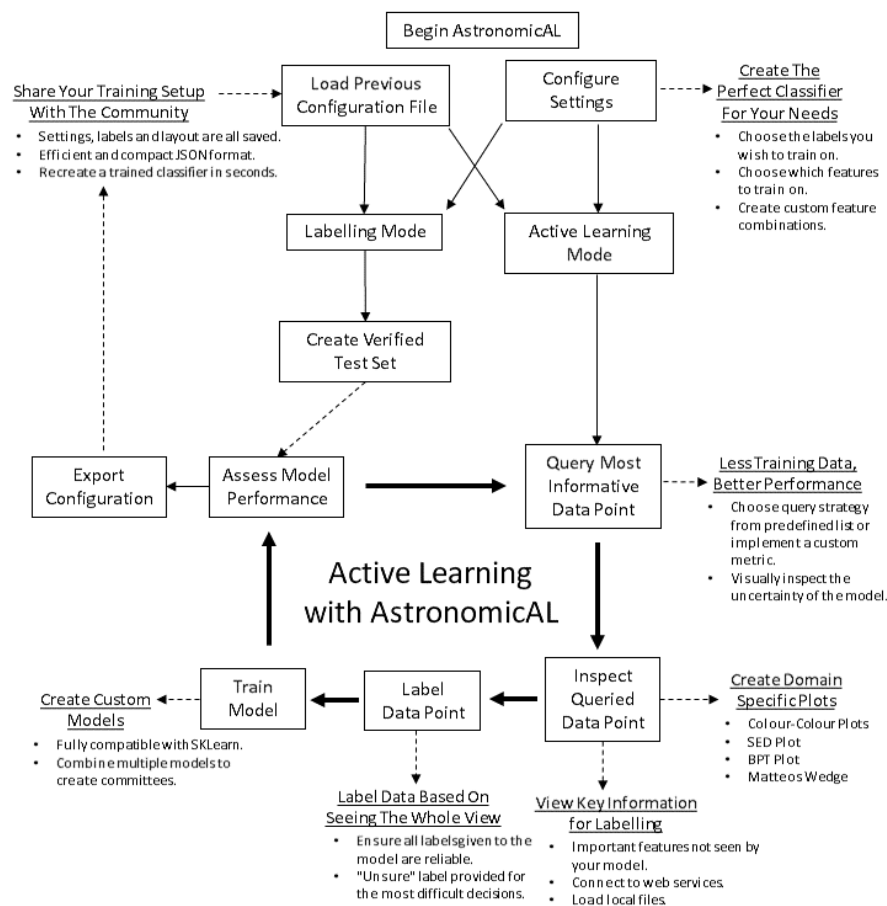 Begin AstronomicAL
Load Previous
Configuration File
Configure
Settings
Share Your Training Setup
With The Community
• Settings, labels and layout are all saved.
• Efficient and compact JSON format.
• Recreate a trained classifier in seconds.
Create The
Perfect Classifier
For Your Needs
• Choose the labels you
wish to train on.
• Choose which features
to train on.
• Create custom feature
combinations.
Labelling Mode
Active Learning
Mode
Create Verified
Test Set
Export
Configuration
Assess Model
Performance
Query Most
Informative
Data Point
Less Training Data,
Better Performance
• Choose query strategy
from predefined list or
implement a custom
metric.
• Visually inspect the
uncertainty of the model.
Active Learning
with AstronomicAL
Create Custom
Models
• Fully compatible with SKLearn.
• Combine multiple models to
create committees.
Train
Model
Label
Data Point
Inspect
Queried
Data Point
Create Domain
Specific Plots
• Colour-Colour Plots
• SED Plot
• BPT Plot
• Matteos Wedge
Label Data Based On
Seeing The Whole View
• Ensure all labels given to the
model are reliable.
• "Unsure" label provided for
the most difficult decisions.
View Key Information
for Labelling
• Important features not seen by
your model.
• Connect to web services.
• Load local files.